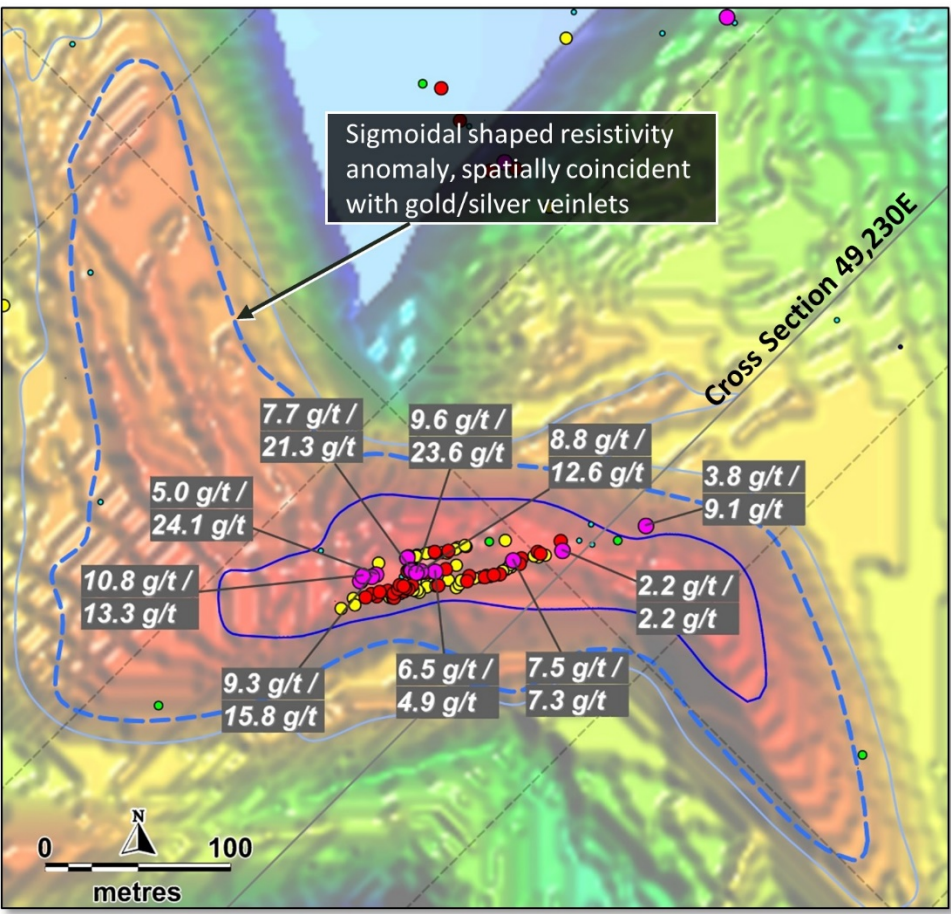 Sigmoidal shaped resistivity
anomaly, spatially coincident
with gold/silver veinlets
Cross Section 49,230E
7.7 g/t /
21.3 g/t
9.6 g/t /
23.6 g/t
8.8 g/t /
12.6 g/t
3.8 g/t /
9.1 g/t
5.0 g/t /
24.1 g/t
10.8 g/t /
13.3 g/t
2.2 g/t /
2.2 g/t
9.3 g/t /
15.8 g/t
6.5 g/t /
4.9 g/t
7.5 g/t /
7.3 g/t
N
0 100
metres